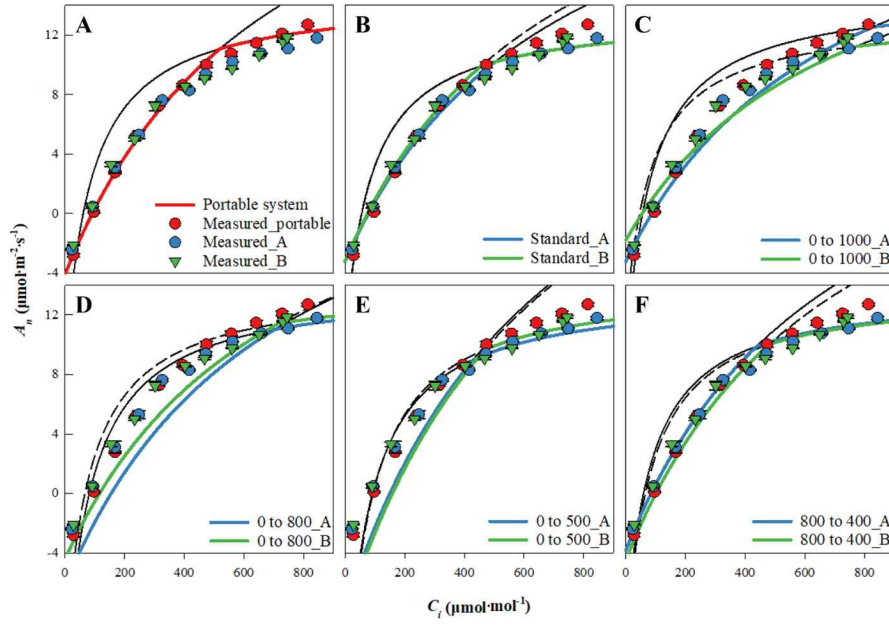 A
B
C
16
12
8
4
0
-4
Portable system
Measured_portable
Measured_A
Measured_B
Standard_A
Standard_B
0 to 1000_A
0 to 1000_B
Aₙ (μmol·m⁻²·s⁻¹)
D
E
F
16
12
8
4
0
-4
0 to 800_A
0 to 800_B
0 to 500_A
0 to 500_B
800 to 400_A
800 to 400_B
0 200 400 600 800
0 200 400 600 800
0 200 400 600 800
Cᵢ (μmol·mol⁻¹)